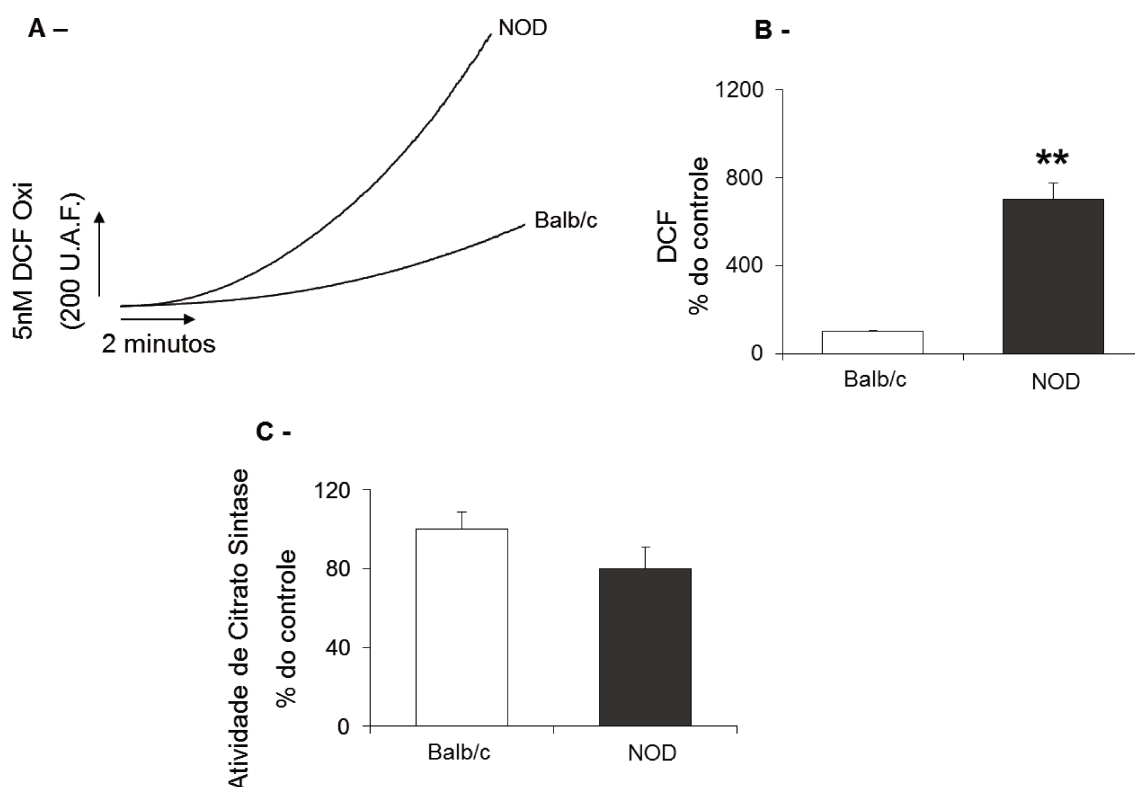 A –
NOD
Balb/c
5nM DCF Oxi
(200 U.A.F.)
2 minutos
B -
1200
800
400
0
**
DCF
% do controle
Balb/c
NOD
C -
Atividade de Citrato Sintase
% do controle
120
80
40
0
Balb/c
NOD